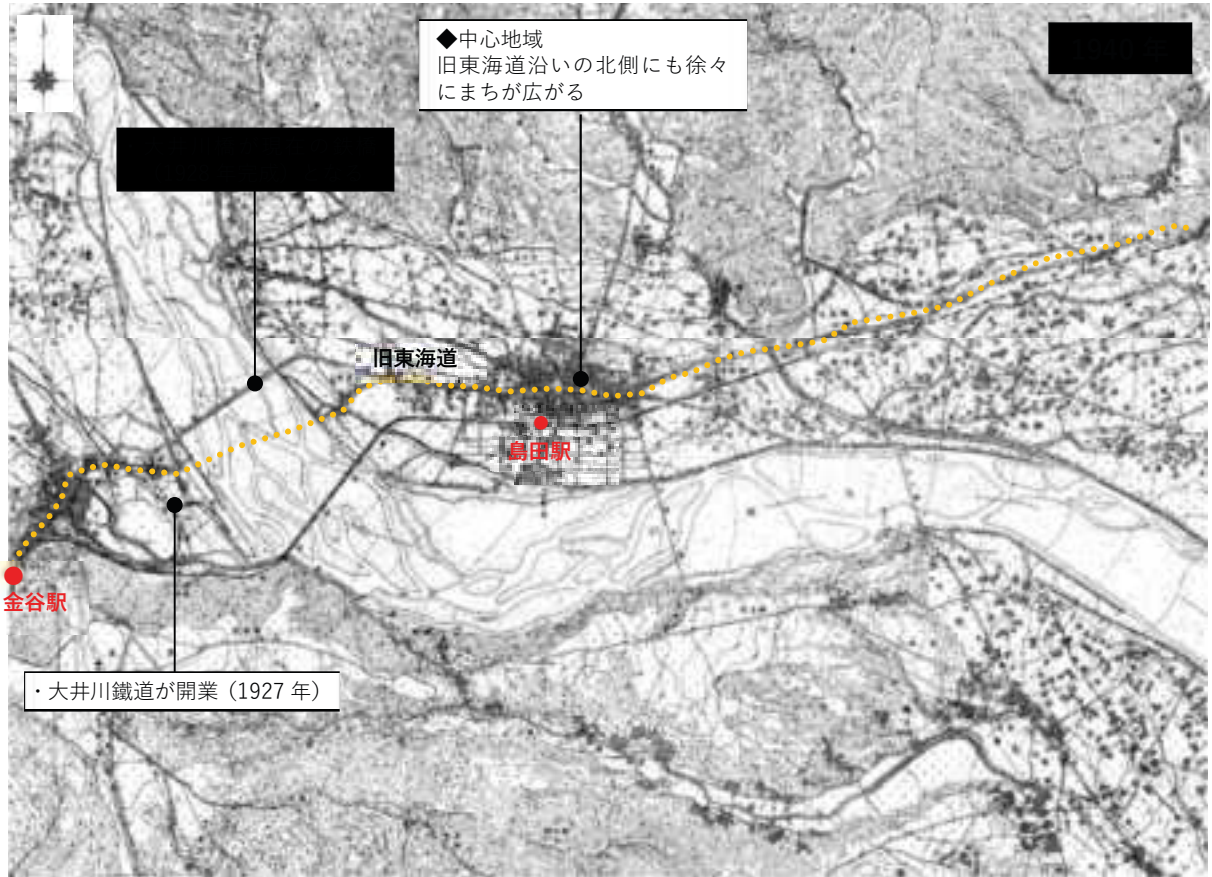 ◆中心地域
旧東海道沿いの北側にも徐々
にまちが広がる
1940 年
旧東海道
島田駅
金谷駅
・大井川鐵道が開業（1927 年）